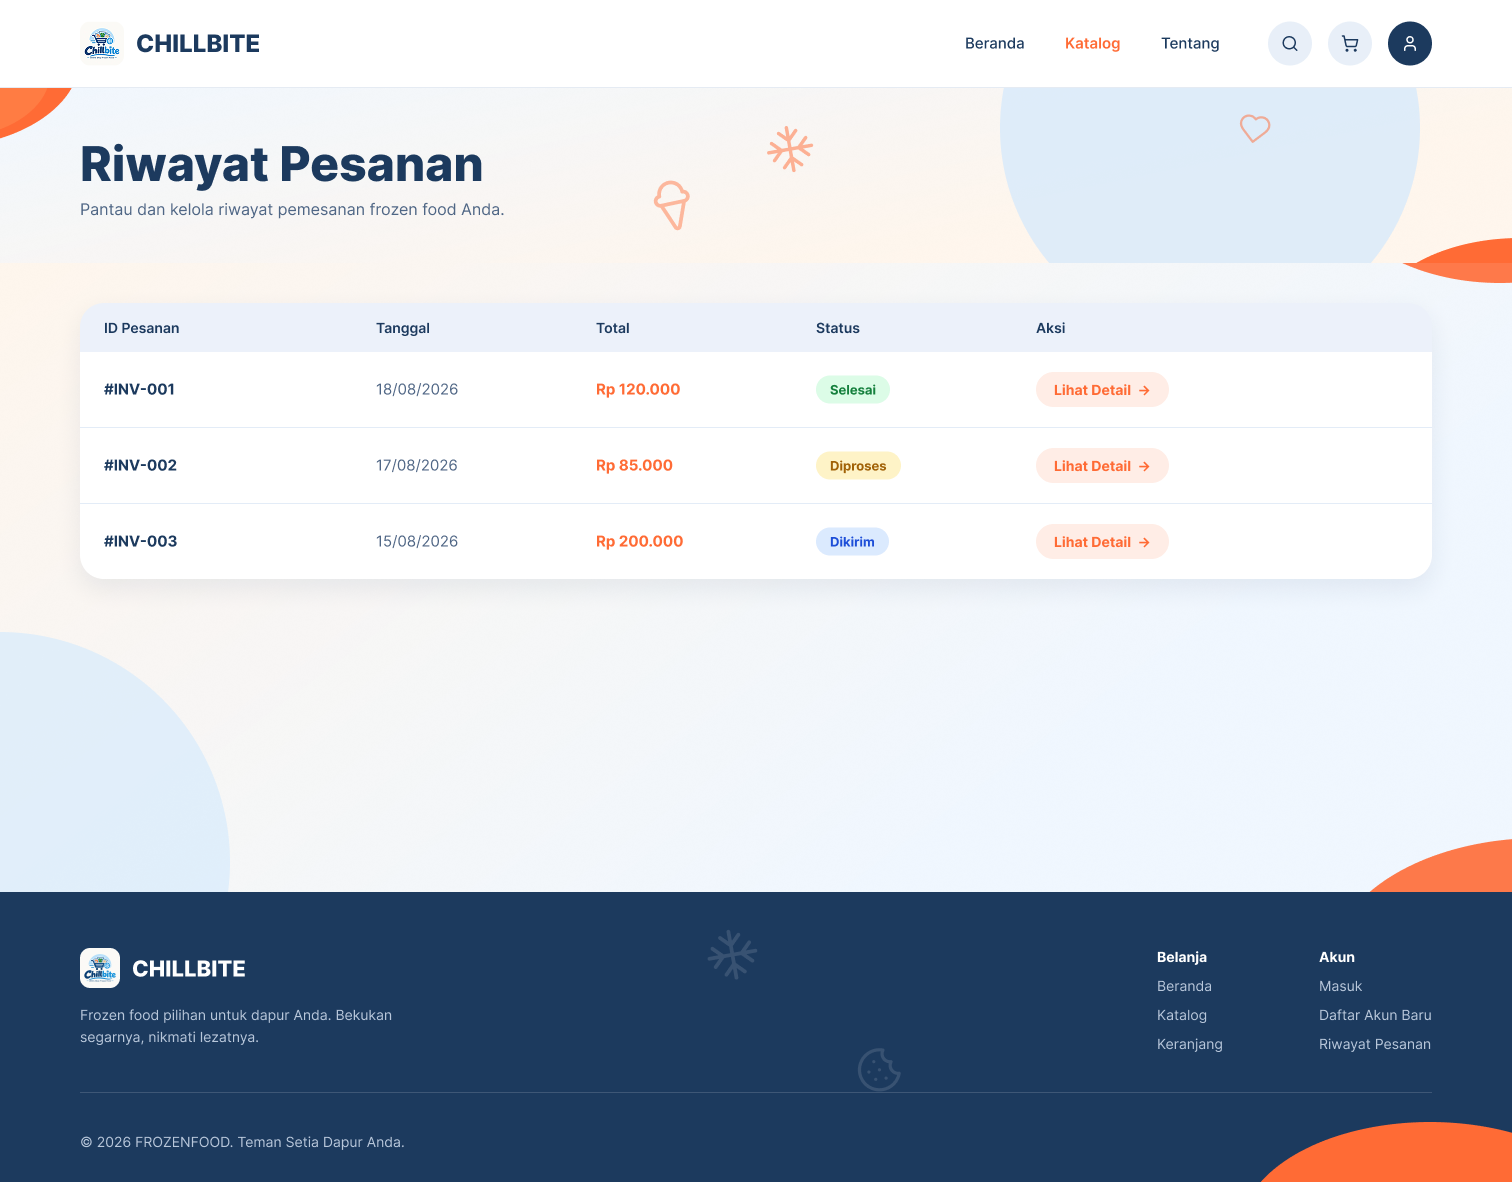 Chillbite
CHILLBITE
Beranda
Katalog
Tentang
Riwayat Pesanan
Pantau dan kelola riwayat pemesanan frozen food Anda.
ID Pesanan Tanggal Total Status Aksi
#INV-001 18/08/2026 Rp 120.000 Selesai Lihat Detail →
#INV-002 17/08/2026 Rp 85.000 Diproses Lihat Detail →
#INV-003 15/08/2026 Rp 200.000 Dikirim Lihat Detail →
Chillbite
CHILLBITE
Frozen food pilihan untuk dapur Anda. Bekukan
segarnya, nikmati lezatnya.
Belanja
Beranda
Katalog
Keranjang
Akun
Masuk
Daftar Akun Baru
Riwayat Pesanan
© 2026 FROZENFOOD. Teman Setia Dapur Anda.